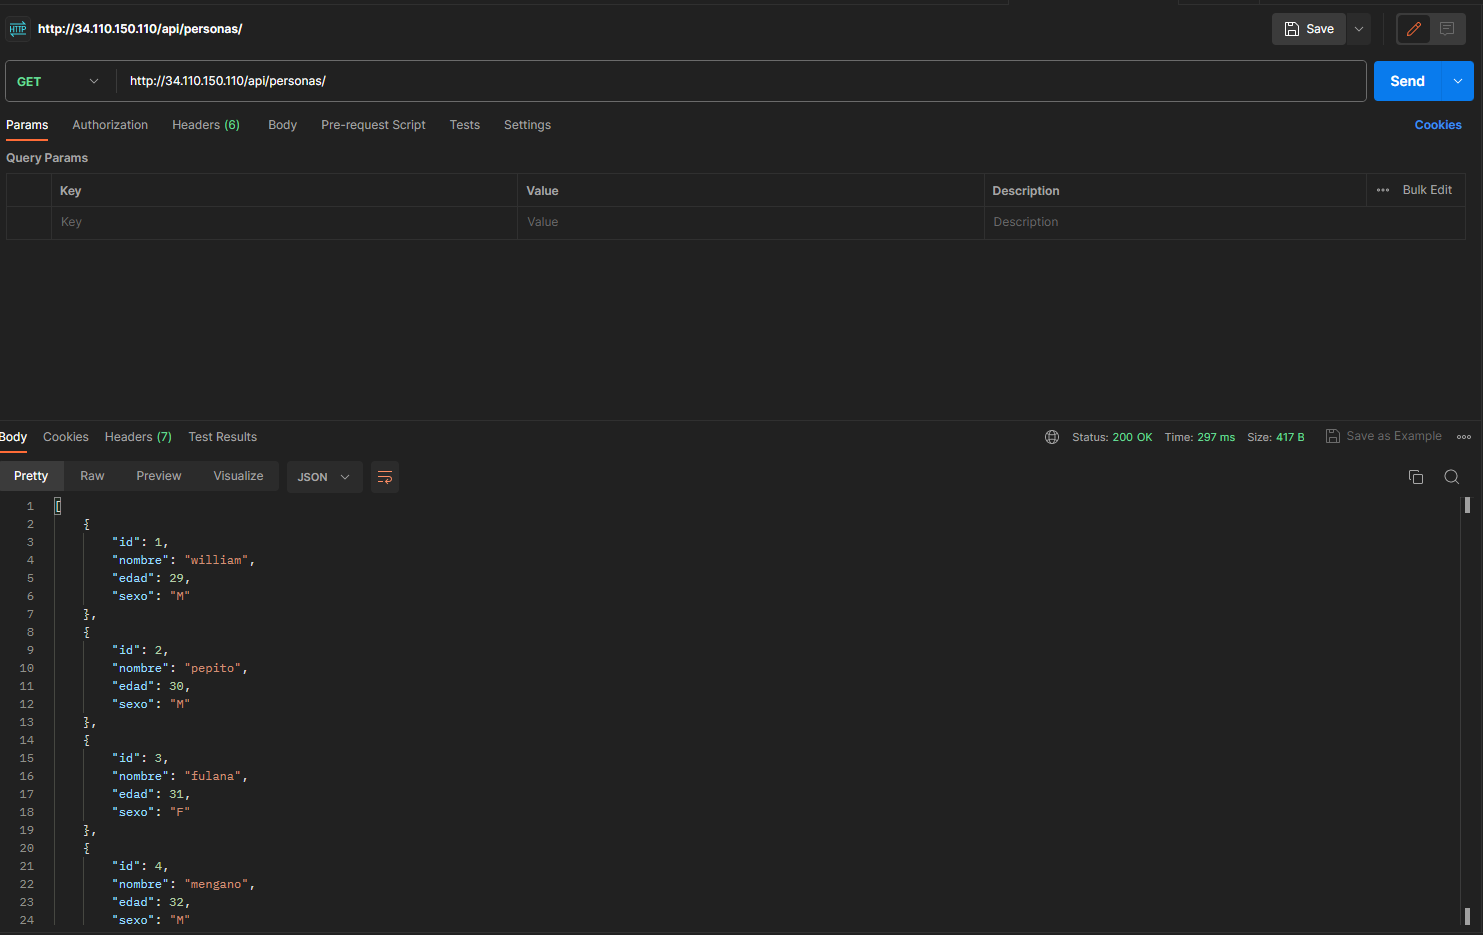 HTTP http://34.110.150.110/api/personas/ Save
GET http://34.110.150.110/api/personas/ Send
Params Authorization Headers (6) Body Pre-request Script Tests Settings Cookies
Query Params
Key Value Description ••• Bulk Edit
Key Value Description
Body Cookies Headers (7) Test Results Status: 200 OK Time: 297 ms Size: 417 B Save as Example
Pretty Raw Preview Visualize JSON
1 [
2 {
3 "id": 1,
4 "nombre": "william",
5 "edad": 29,
6 "sexo": "M"
7 },
8 {
9 "id": 2,
10 "nombre": "pepito",
11 "edad": 30,
12 "sexo": "M"
13 },
14 {
15 "id": 3,
16 "nombre": "fulana",
17 "edad": 31,
18 "sexo": "F"
19 },
20 {
21 "id": 4,
22 "nombre": "mengano",
23 "edad": 32,
24 "sexo": "M"